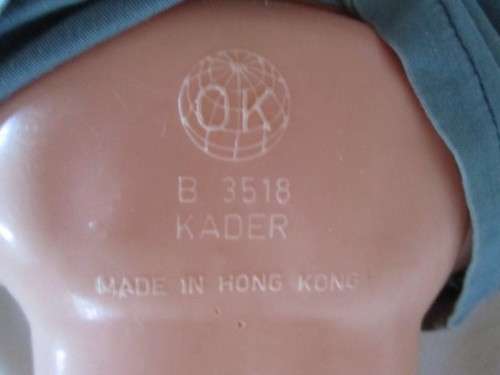 OK
B 3518
KADER
MADE IN HONG KONG